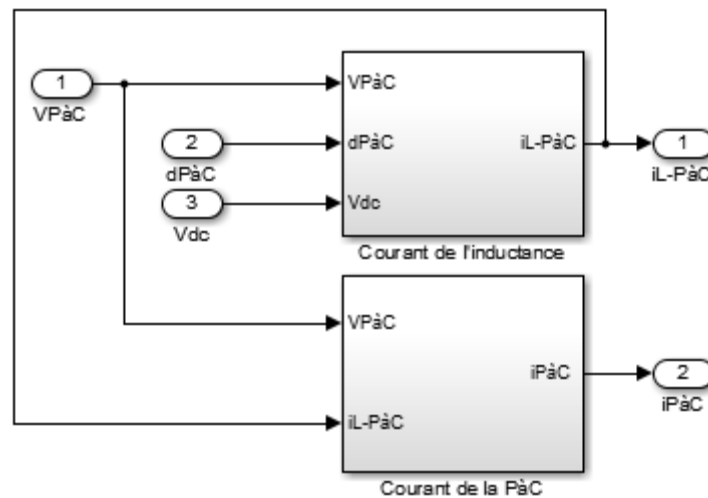 1
VPàC
2
dPàC
3
Vdc
VPàC
dPàC
Vdc
iL-PàC
Courant de l'inductance
1
iL-PàC
VPàC
iL-PàC
iPàC
Courant de la PàC
2
iPàC